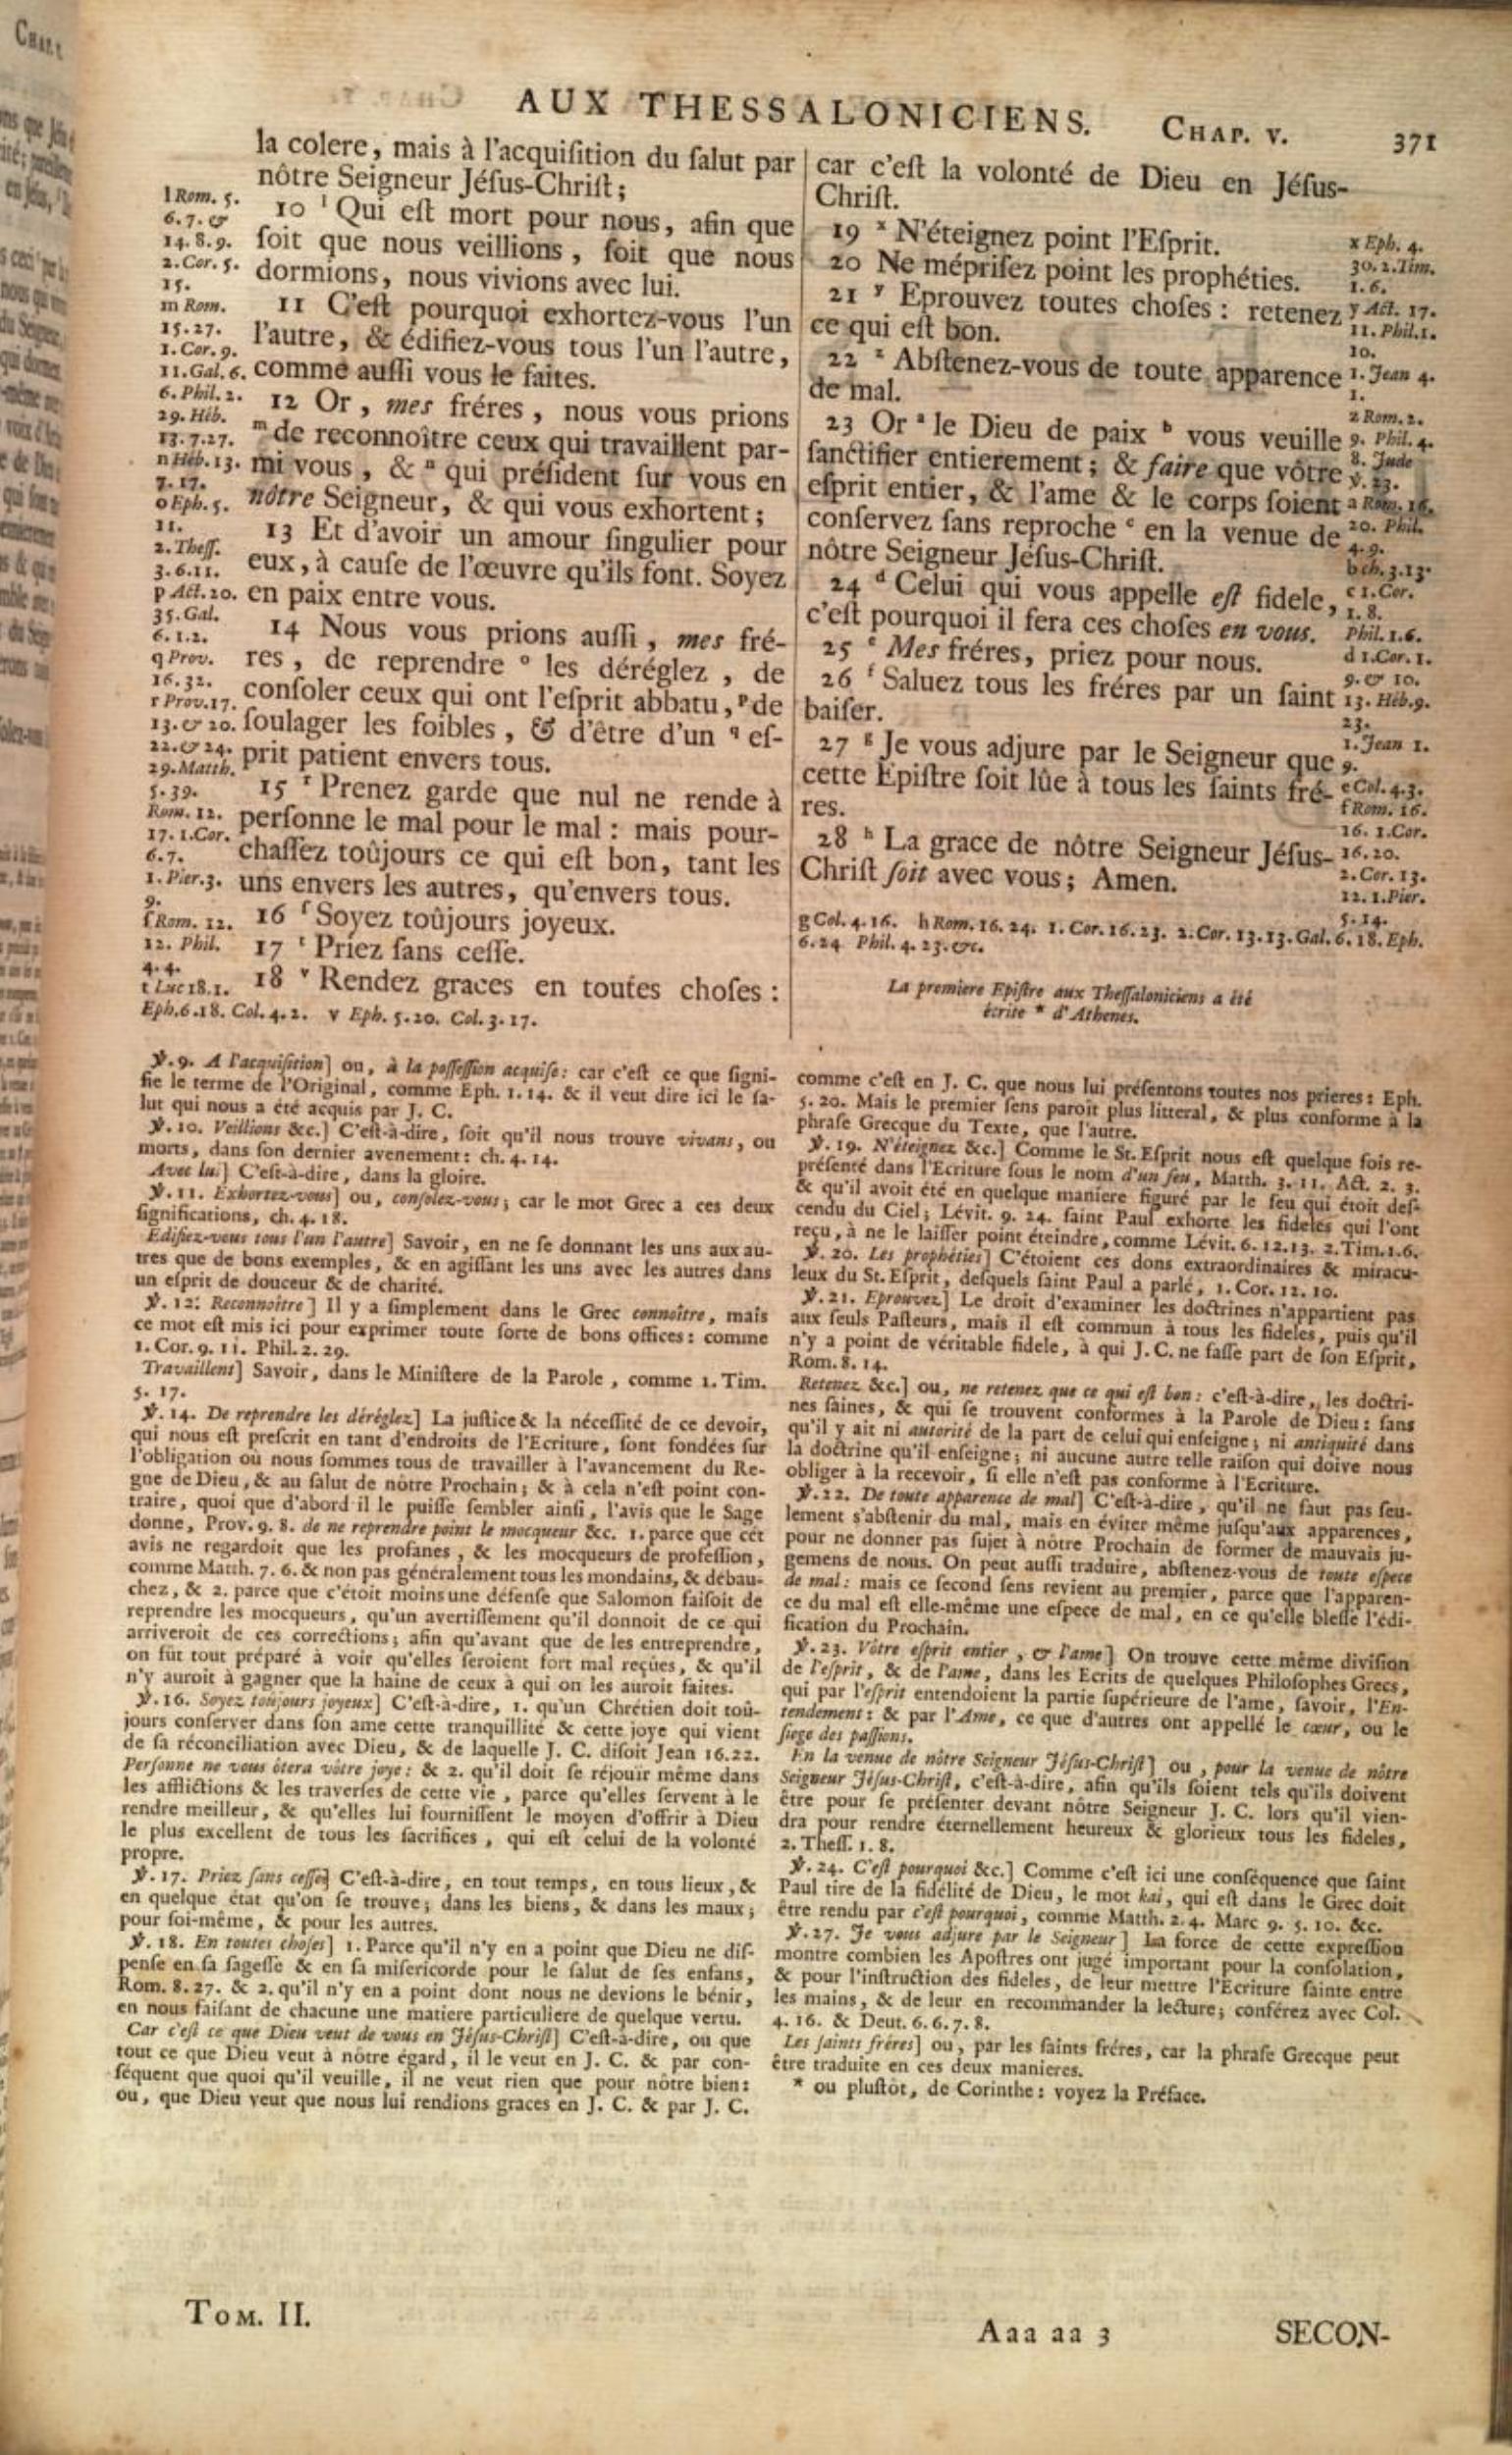 AUX THESSALONICIENS. CHAP. V. 371
la colere, mais à l'acquiſition du ſalut par
nôtre Seigneur Jéſus-Chriſt;
10 ˡ Qui eſt mort pour nous, afin que
ſoit que nous veillions, ſoit que nous
dormions, nous vivions avec lui.
11 C'eſt pourquoi exhortez-vous l'un
l'autre, & édifiez-vous tous l'un l'autre,
comme auſſi vous le faites.
12 Or, mes fréres, nous vous prions
ᵐ de reconnoître ceux qui travaillent par-
mi vous, & ⁿ qui préſident ſur vous en
nôtre Seigneur, & qui vous exhortent;
13 Et d'avoir un amour ſingulier pour
eux, à cauſe de l'œuvre qu'ils font. Soyez
en paix entre vous.
14 Nous vous prions auſſi, mes fré-
res, de reprendre ᵒ les déréglez, de
conſoler ceux qui ont l'eſprit abbatu, ᵖ de
ſoulager les foibles, & d'être d'un q eſ-
prit patient envers tous.
15 ʳ Prenez garde que nul ne rende à
perſonne le mal pour le mal: mais pour-
chaſſez toûjours ce qui eſt bon, tant les
uns envers les autres, qu'envers tous.
16 ſ Soyez toûjours joyeux.
17 ᵗ Priez ſans ceſſe.
18 ᵛ Rendez graces en toutes choſes:
l Rom. 5.
6. 7. &
14. 8. 9.
2. Cor. 5.
15.
m Rom.
15. 27.
1. Cor. 9.
11. Gal. 6.
6. Phil. 2.
29. Héb.
13. 7. 17.
n Héb. 13.
7. 17.
o Eph. 5.
11.
2. Theſſ.
3. 6. 11.
p Act. 20.
35. Gal.
6. 1. 2.
q Prov.
16. 32.
r Prov. 17.
13. & 20.
22. & 24.
29. Matth.
5. 39.
Rom. 12.
17. 1. Cor.
6. 7.
1. Pier. 3.
9.
ſ Rom. 12.
12. Phil.
4. 4.
t Luc 18. 1.
Eph. 6. 18. Col. 4. 2. v Eph. 5. 20. Col. 3. 17.
car c'eſt la volonté de Dieu en Jéſus-
Chriſt.
19 ˣ N'éteignez point l'Eſprit.
20 Ne mépriſez point les prophéties.
21 ʸ Eprouvez toutes choſes: retenez
ce qui eſt bon.
22 ᶻ Abſtenez-vous de toute apparence
de mal.
23 Or ᵃ le Dieu de paix ᵇ vous veuille
ſanctifier entierement; & faire que vôtre
eſprit entier, & l'ame & le corps ſoient
conſervez ſans reproche ᶜ en la venue de
nôtre Seigneur Jéſus-Chriſt.
24 ᵈ Celui qui vous appelle eſt fidele,
c'eſt pourquoi il fera ces choſes en vous.
25 ᵉ Mes fréres, priez pour nous.
26 ᶠ Saluez tous les fréres par un ſaint
baiſer.
27 ᵍ Je vous adjure par le Seigneur que
cette Epiſtre ſoit lûe à tous les ſaints fré-
res.
28 ʰ La grace de nôtre Seigneur Jéſus-
Chriſt ſoit avec vous; Amen.
x Eph. 4.
30. 2. Tim.
1. 6.
y Act. 17.
11. Phil. 1.
10.
1. Jean 4.
1.
z Rom. 2.
9. Phil. 4.
8. Jude
ỳ. 23.
a Rom. 16.
20. Phil.
4. 9.
b ch. 3. 13.
c 1. Cor.
1. 8.
Phil. 1. 6.
d 1. Cor. 1.
9. & 10.
13. Héb. 9.
23.
1. Jean 1.
9.
e Col. 4. 3.
f Rom. 16.
16. 1. Cor.
16. 20.
2. Cor. 13.
12. 1. Pier.
5. 14.
g Col. 4. 16. h Rom. 16. 24. 1. Cor. 16. 23. 2. Cor. 13. 13. Gal. 6. 18. Eph.
6. 24 Phil. 4. 23. &c.
La premiere Epiſtre aux Theſſaloniciens a été
écrite * d'Athenes.
ỳ. 9. A l'acquiſition] ou, à la poſſeſſion acquiſe: car c'eſt ce que ſigni-
fie le terme de l'Original, comme Eph. 1. 14. & il veut dire ici le ſa-
lut qui nous a été acquis par J. C.
ỳ. 10. Veillions &c.] C'eſt-à-dire, ſoit qu'il nous trouve vivans, ou
morts, dans ſon dernier avenement: ch. 4. 14.
Avec lui] C'eſt-à-dire, dans la gloire.
ỳ. 11. Exhortez-vous] ou, conſolez-vous; car le mot Grec a ces deux
ſignifications, ch. 4. 18.
Edifiez-vous tous l'un l'autre] Savoir, en ne ſe donnant les uns aux au-
tres que de bons exemples, & en agiſſant les uns avec les autres dans
un eſprit de douceur & de charité.
ỳ. 12. Reconnoître] Il y a ſimplement dans le Grec connoître, mais
ce mot eſt mis ici pour exprimer toute ſorte de bons offices: comme
1. Cor. 9. 11. Phil. 2. 29.
Travaillent] Savoir, dans le Miniſtere de la Parole, comme 1. Tim.
5. 17.
ỳ. 14. De reprendre les déréglez] La juſtice & la néceſſité de ce devoir,
qui nous eſt preſcrit en tant d'endroits de l'Ecriture, ſont fondées ſur
l'obligation où nous ſommes tous de travailler à l'avancement du Re-
gne de Dieu, & au ſalut de nôtre Prochain; & à cela n'eſt point con-
traire, quoi que d'abord il le puiſſe ſembler ainſi, l'avis que le Sage
donne, Prov. 9. 8. de ne reprendre point le mocqueur &c. 1. parce que cét
avis ne regardoit que les profanes, & les mocqueurs de profeſſion,
comme Matth. 7. 6. & non pas généralement tous les mondains, & débau-
chez, & 2. parce que c'étoit moins une défenſe que Salomon faiſoit de
reprendre les mocqueurs, qu'un avertiſſement qu'il donnoit de ce qui
arriveroit de ces corrections; afin qu'avant que de les entreprendre,
on fût tout préparé à voir qu'elles ſeroient fort mal reçûes, & qu'il
n'y auroit à gagner que la haine de ceux à qui on les auroit faites.
ỳ. 16. Soyez toûjours joyeux] C'eſt-à-dire, 1. qu'un Chrétien doit toû-
jours conſerver dans ſon ame cette tranquillité & cette joye qui vient
de ſa réconciliation avec Dieu, & de laquelle J. C. diſoit Jean 16. 22.
Perſonne ne vous ôtera vôtre joye: & 2. qu'il doit ſe réjouïr même dans
les afflictions & les traverſes de cette vie, parce qu'elles ſervent à le
rendre meilleur, & qu'elles lui fourniſſent le moyen d'offrir à Dieu
le plus excellent de tous les ſacrifices, qui eſt celui de la volonté
propre.
ỳ. 17. Priez ſans ceſſe] C'eſt-à-dire, en tout temps, en tous lieux, &
en quelque état qu'on ſe trouve; dans les biens, & dans les maux;
pour ſoi-même, & pour les autres.
ỳ. 18. En toutes choſes] 1. Parce qu'il n'y en a point que Dieu ne diſ-
penſe en ſa ſageſſe & en ſa miſericorde pour le ſalut de ſes enfans,
Rom. 8. 27. & 2. qu'il n'y en a point dont nous ne devions le bénir,
en nous faiſant de chacune une matiere particuliere de quelque vertu.
Car c'eſt ce que Dieu veut de vous en Jéſus-Chriſt] C'eſt-à-dire, ou que
tout ce que Dieu veut à nôtre égard, il le veut en J. C. & par con-
ſéquent que quoi qu'il veuille, il ne veut rien que pour nôtre bien:
ou, que Dieu veut que nous lui rendions graces en J. C. & par J. C.
comme c'eſt en J. C. que nous lui préſentons toutes nos prieres: Eph.
5. 20. Mais le premier ſens paroît plus litteral, & plus conforme à la
phraſe Grecque du Texte, que l'autre.
ỳ. 19. N'éteignez &c.] Comme le St. Eſprit nous eſt quelque fois re-
préſenté dans l'Ecriture ſous le nom d'un feu, Matth. 3. 11. Act. 2. 3.
& qu'il avoit été en quelque maniere figuré par le feu qui étoit deſ-
cendu du Ciel; Lévit. 9. 24. ſaint Paul exhorte les fideles qui l'ont
reçu, à ne le laiſſer point éteindre, comme Lévit. 6. 12. 13. 2. Tim. 1. 6.
ỳ. 20. Les prophéties] C'étoient ces dons extraordinaires & miracu-
leux du St. Eſprit, deſquels ſaint Paul a parlé, 1. Cor. 12. 10.
ỳ. 21. Eprouvez] Le droit d'examiner les doctrines n'appartient pas
aux ſeuls Paſteurs, mais il eſt commun à tous les fideles, puis qu'il
n'y a point de véritable fidele, à qui J. C. ne faſſe part de ſon Eſprit,
Rom. 8. 14.
Retenez &c.] ou, ne retenez que ce qui eſt bon: c'eſt-à-dire, les doctri-
nes ſaines, & qui ſe trouvent conformes à la Parole de Dieu: ſans
qu'il y ait ni autorité de la part de celui qui enſeigne; ni antiquité dans
la doctrine qu'il enſeigne; ni aucune autre telle raiſon qui doive nous
obliger à la recevoir, ſi elle n'eſt pas conforme à l'Ecriture.
ỳ. 22. De toute apparence de mal] C'eſt-à-dire, qu'il ne faut pas ſeu-
lement s'abſtenir du mal, mais en éviter même juſqu'aux apparences,
pour ne donner pas ſujet à nôtre Prochain de former de mauvais ju-
gemens de nous. On peut auſſi traduire, abſtenez-vous de toute eſpece
de mal: mais ce ſecond ſens revient au premier, parce que l'apparen-
ce du mal eſt elle-même une eſpece de mal, en ce qu'elle bleſſe l'édi-
fication du Prochain.
ỳ. 23. Vôtre eſprit entier, & l'ame] On trouve cette même diviſion
de l'eſprit, & de l'ame, dans les Ecrits de quelques Philoſophes Grecs,
qui par l'eſprit entendoient la partie ſupérieure de l'ame, ſavoir, l'En-
tendement: & par l'Ame, ce que d'autres ont appellé le cœur, ou le
ſiege des paſſions.
En la venue de nôtre Seigneur Jéſus-Chriſt] ou, pour la venue de nôtre
Seigneur Jéſus-Chriſt, c'eſt-à-dire, afin qu'ils ſoient tels qu'ils doivent
être pour ſe préſenter devant nôtre Seigneur J. C. lors qu'il vien-
dra pour rendre éternellement heureux & glorieux tous les fideles,
2. Theſſ. 1. 8.
ỳ. 24. C'eſt pourquoi &c.] Comme c'eſt ici une conſéquence que ſaint
Paul tire de la fidélité de Dieu, le mot kai, qui eſt dans le Grec doit
être rendu par c'eſt pourquoi, comme Matth. 2. 4. Marc 9. 5. 10. &c.
ỳ. 27. Je vous adjure par le Seigneur] La force de cette expreſſion
montre combien les Apoſtres ont jugé important pour la conſolation,
& pour l'inſtruction des fideles, de leur mettre l'Ecriture ſainte entre
les mains, & de leur en recommander la lecture; conférez avec Col.
4. 16. & Deut. 6. 6. 7. 8.
Les ſaints fréres] ou, par les ſaints fréres, car la phraſe Grecque peut
être traduite en ces deux manieres.
* ou pluſtôt, de Corinthe: voyez la Préface.
TOM. II. Aaa aa 3 SECON-